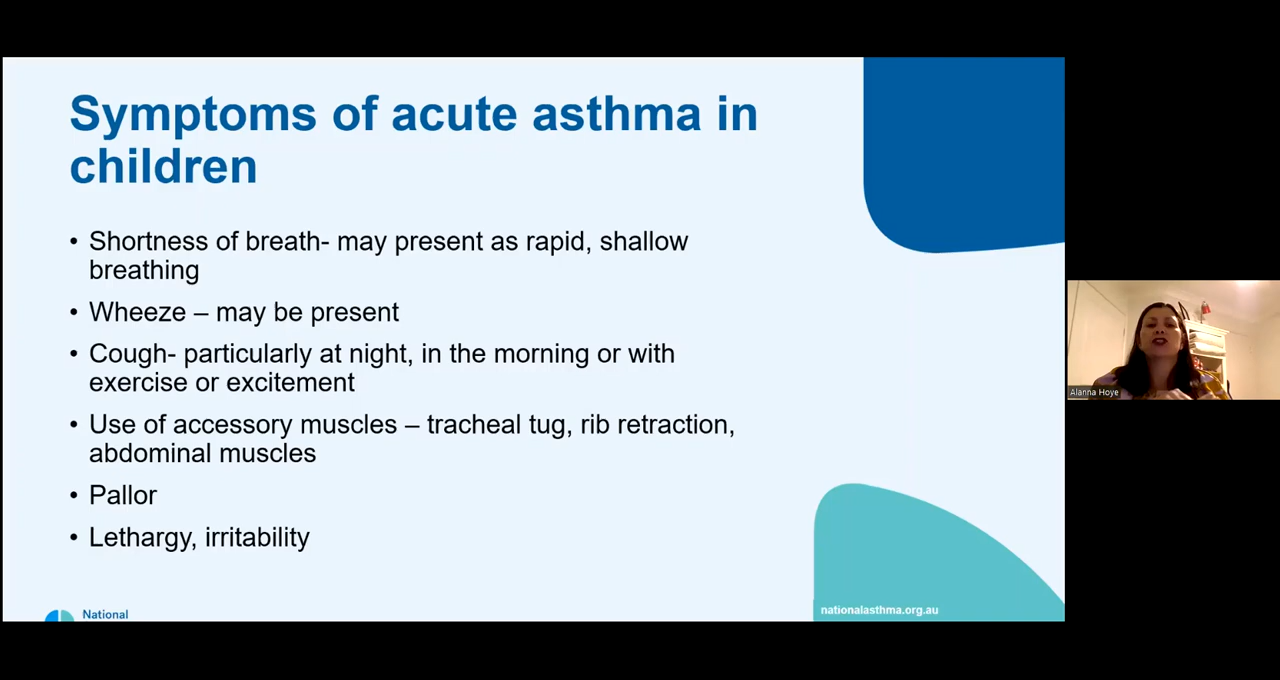 Symptoms of acute asthma in
children
• Shortness of breath- may present as rapid, shallow
breathing
• Wheeze – may be present
• Cough- particularly at night, in the morning or with
exercise or excitement
• Use of accessory muscles – tracheal tug, rib retraction,
abdominal muscles
• Pallor
• Lethargy, irritability
National
nationalasthma.org.au
Alanna Hoye